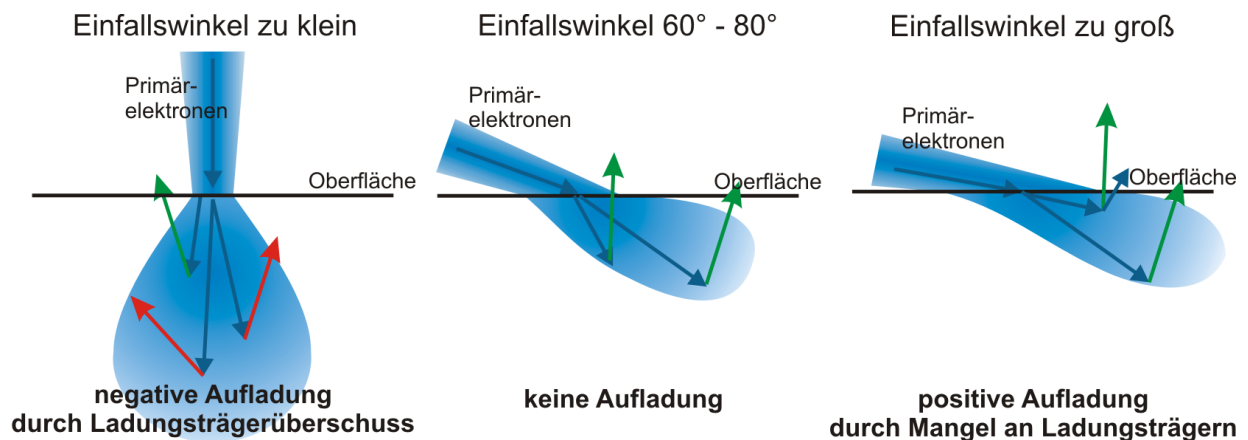 Einfallswinkel zu klein
Primär-
elektronen
Oberfläche
negative Aufladung
durch Ladungsträgerüberschuss
Einfallswinkel 60° - 80°
Primär-
elektronen
Oberfläche
keine Aufladung
Einfallswinkel zu groß
Primär-
elektronen
Oberfläche
positive Aufladung
durch Mangel an Ladungsträgern